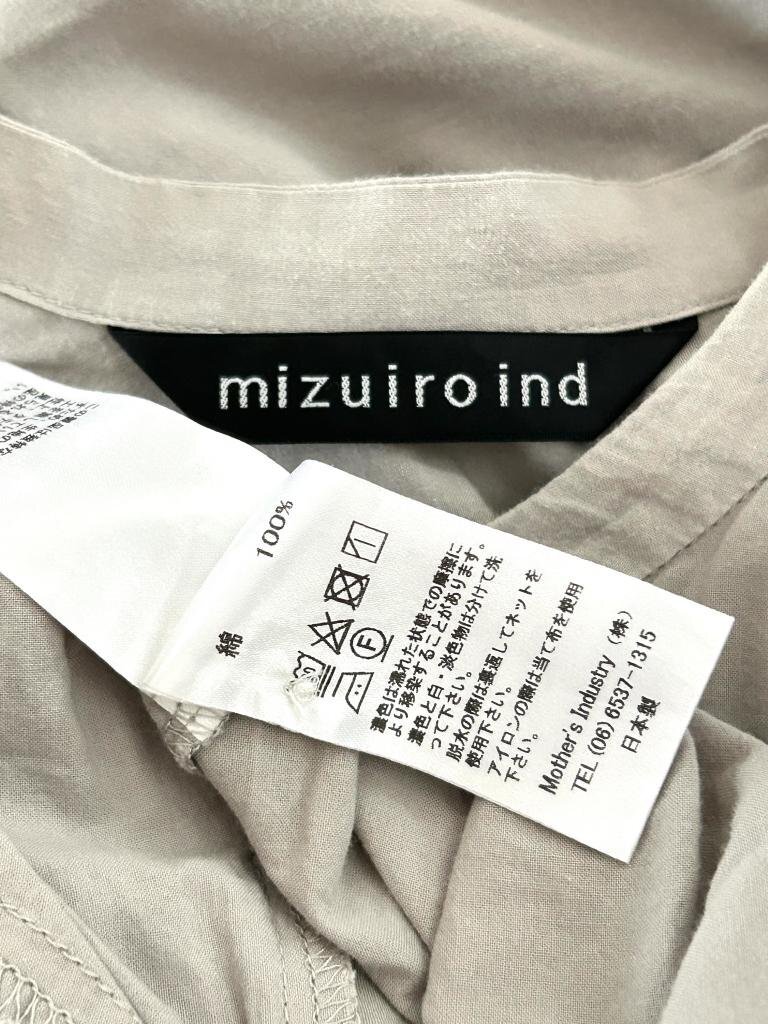 mizuiro ind
綿
100%
濃色は濡れた状態での摩擦に
より移染することがあります。
濃色と白・淡色物は分けて洗
って下さい。
脱水の際は裏返してネットを
使用下さい。
アイロンの際は当て布を使用
下さい。
Mother's Industry（株）
TEL (06) 6537-1315
日本製